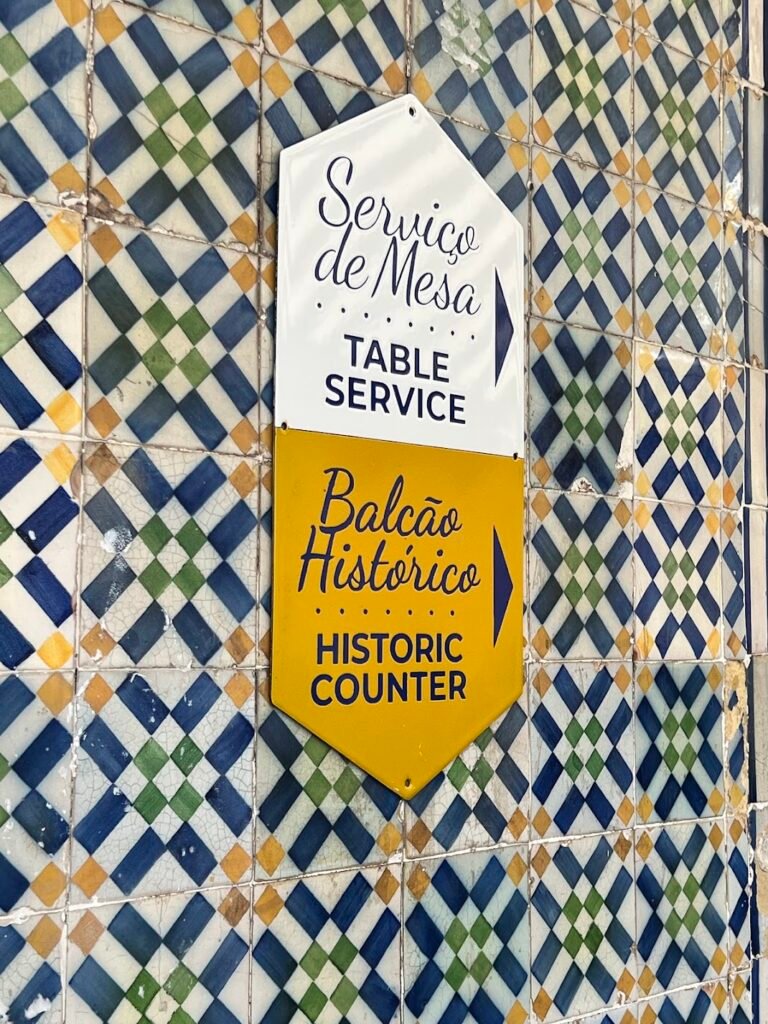 Serviço
de Mesa
TABLE
SERVICE
Balcão
Histórico
HISTORIC
COUNTER